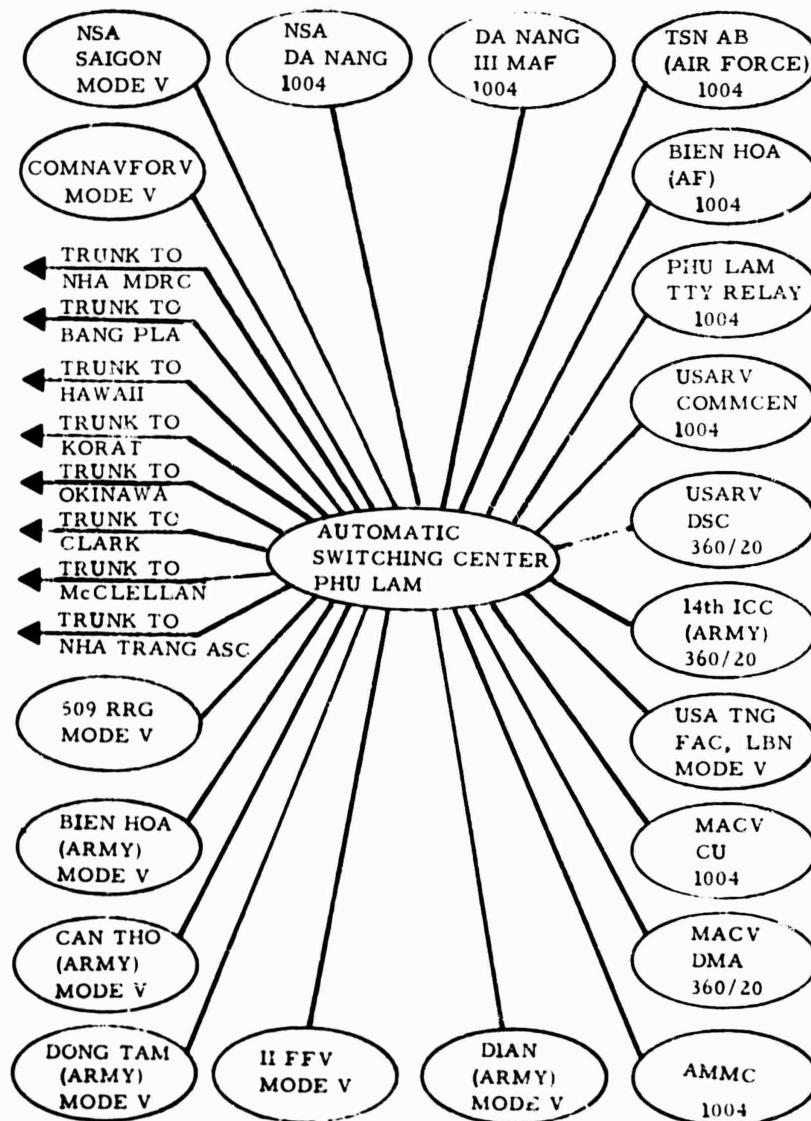 NSA
SAIGON
MODE V
NSA
DA NANG
1004
DA NANG
III MAF
1004
TSN AB
(AIR FORCE)
1004
COMNAVFORV
MODE V
BIEN HOA
(AF)
1004
TRUNK TO
NHA MDRC
TRUNK TO
BANG PLA
TRUNK TO
HAWAII
TRUNK TO
KORAT
TRUNK TO
OKINAWA
TRUNK TO
CLARK
TRUNK TO
McCLELLAN
TRUNK TO
NHA TRANG ASC
PHU LAM
TTY RELAY
1004
USARV
COMMCEN
1004
USARV
DSC
360/20
AUTOMATIC
SWITCHING CENTER
PHU LAM
14th ICC
(ARMY)
360/20
509 RRG
MODE V
USA TNG
FAC, LBN
MODE V
BIEN HOA
(ARMY)
MODE V
MACV
CU
1004
CAN THO
(ARMY)
MODE V
MACV
DMA
360/20
DONG TAM
(ARMY)
MODE V
II FFV
MODE V
DIAN
(ARMY)
MODE V
AMMC
1004